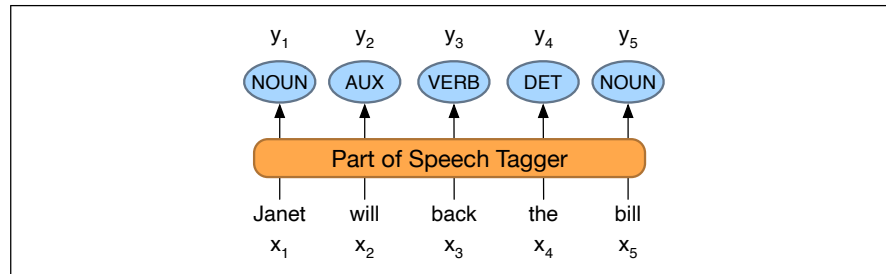 y1 y2 y3 y4 y5
NOUN AUX VERB DET NOUN
Part of Speech Tagger
Janet will back the bill
x1 x2 x3 x4 x5